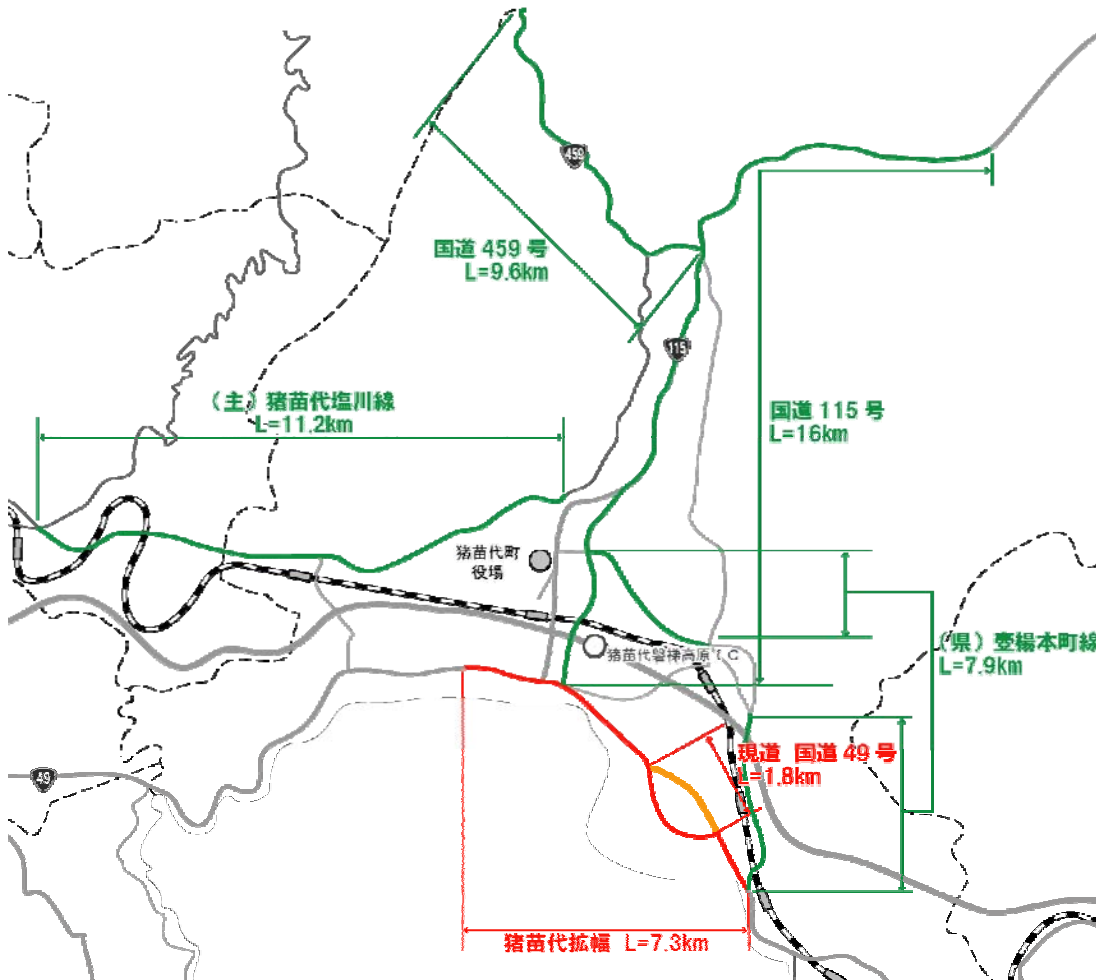 459
国道 459 号
L=9.6km
115
(主) 猪苗代塩川線
L=11.2km
国道 115 号
L=16km
猪苗代町
役場
猪苗代磐梯高原IC
(県) 壺楊本町線
L=7.9km
現道 国道 49 号
L=1.8km
49
猪苗代拡幅 L=7.3km